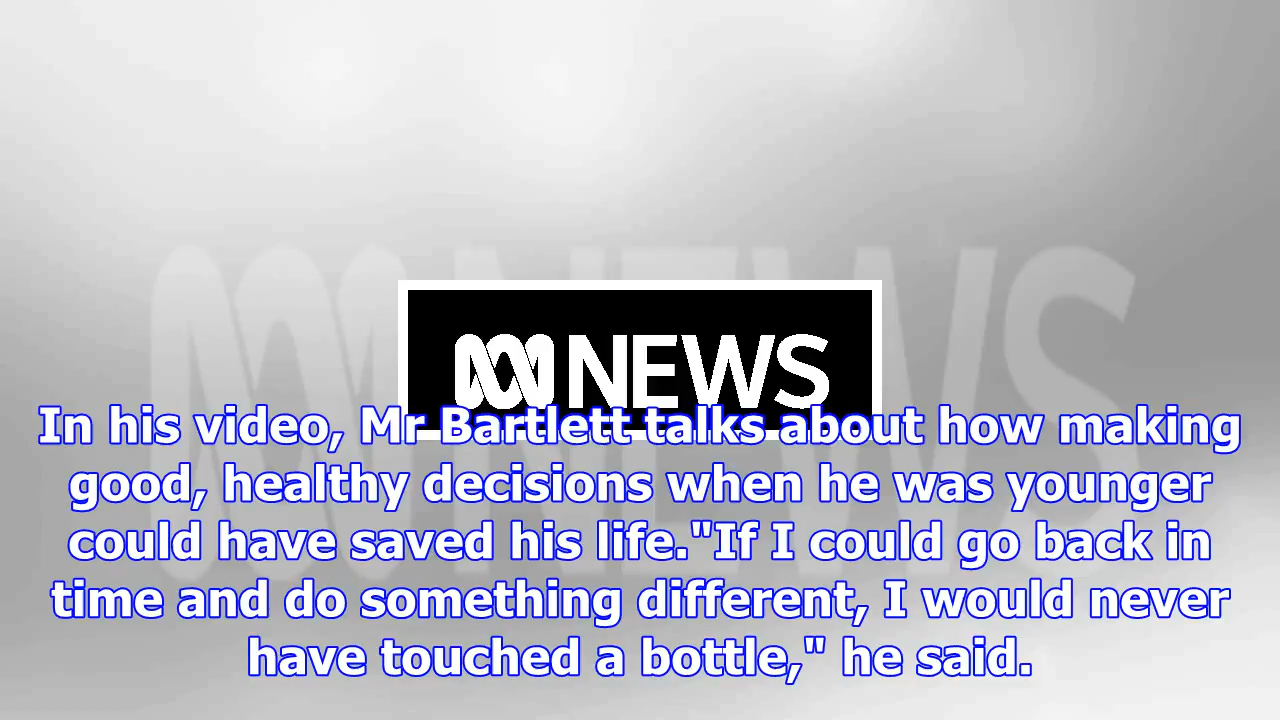 NEWS
NEWS
In his video, Mr Bartlett talks about how making
good, healthy decisions when he was younger
could have saved his life."If I could go back in
time and do something different, I would never
have touched a bottle," he said.